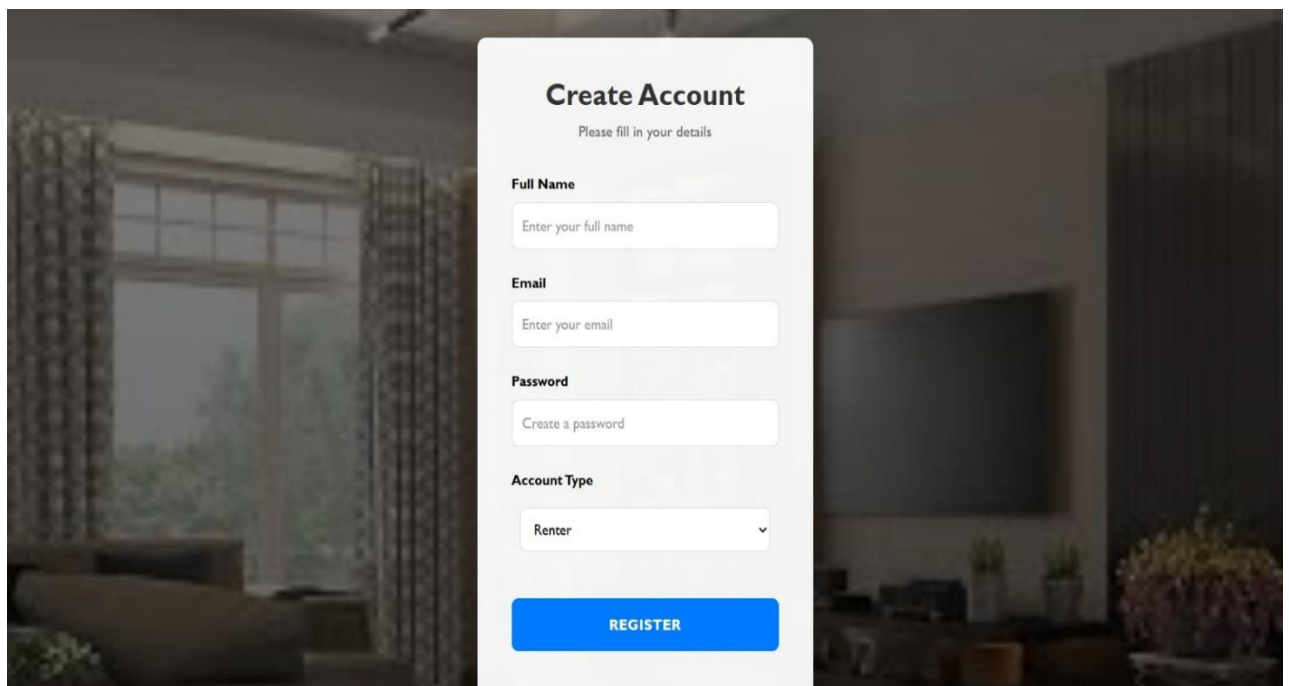 Create Account
Please fill in your details
Full Name
Enter your full name
Email
Enter your email
Password
Create a password
Account Type
Renter
REGISTER